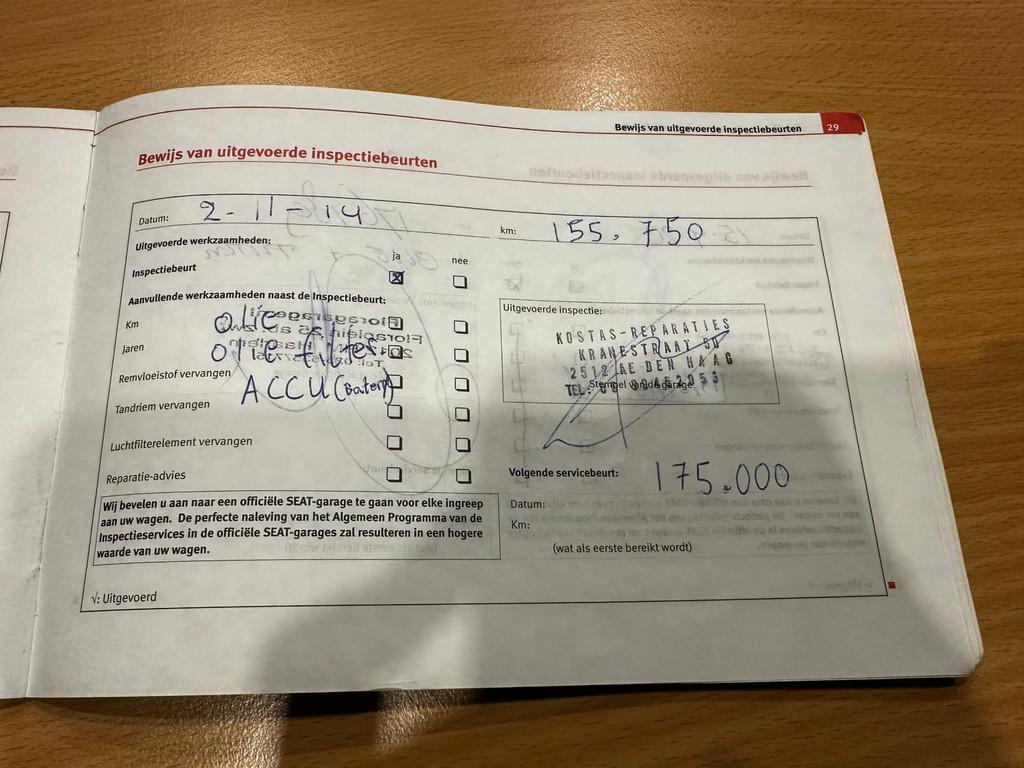 Bewijs van uitgevoerde inspectiebeurten 29
Bewijs van uitgevoerde inspectiebeurten
Datum: 2-11-14 km: 155.750
Uitgevoerde werkzaamheden:
ja nee
Inspectiebeurt
Aanvullende werkzaamheden naast de Inspectiebeurt:
Km
olie
Jaren
olie filter
Remvloeistof vervangen
ACCU
Tandriem vervangen
Luchtfilterelement vervangen
Reparatie-advies
Uitgevoerde inspectie:
KOSTAS-REPARATIES
KRANESTRAAT 50
2512 AE DEN HAAG
TEL:
Stempel van de garage
Volgende servicebeurt: 175.000
Datum:
Km:
(wat als eerste bereikt wordt)
Wij bevelen u aan naar een officiële SEAT-garage te gaan voor elke ingreep
aan uw wagen. De perfecte naleving van het Algemeen Programma van de
Inspectieservices in de officiële SEAT-garages zal resulteren in een hogere
waarde van uw wagen.
√: Uitgevoerd